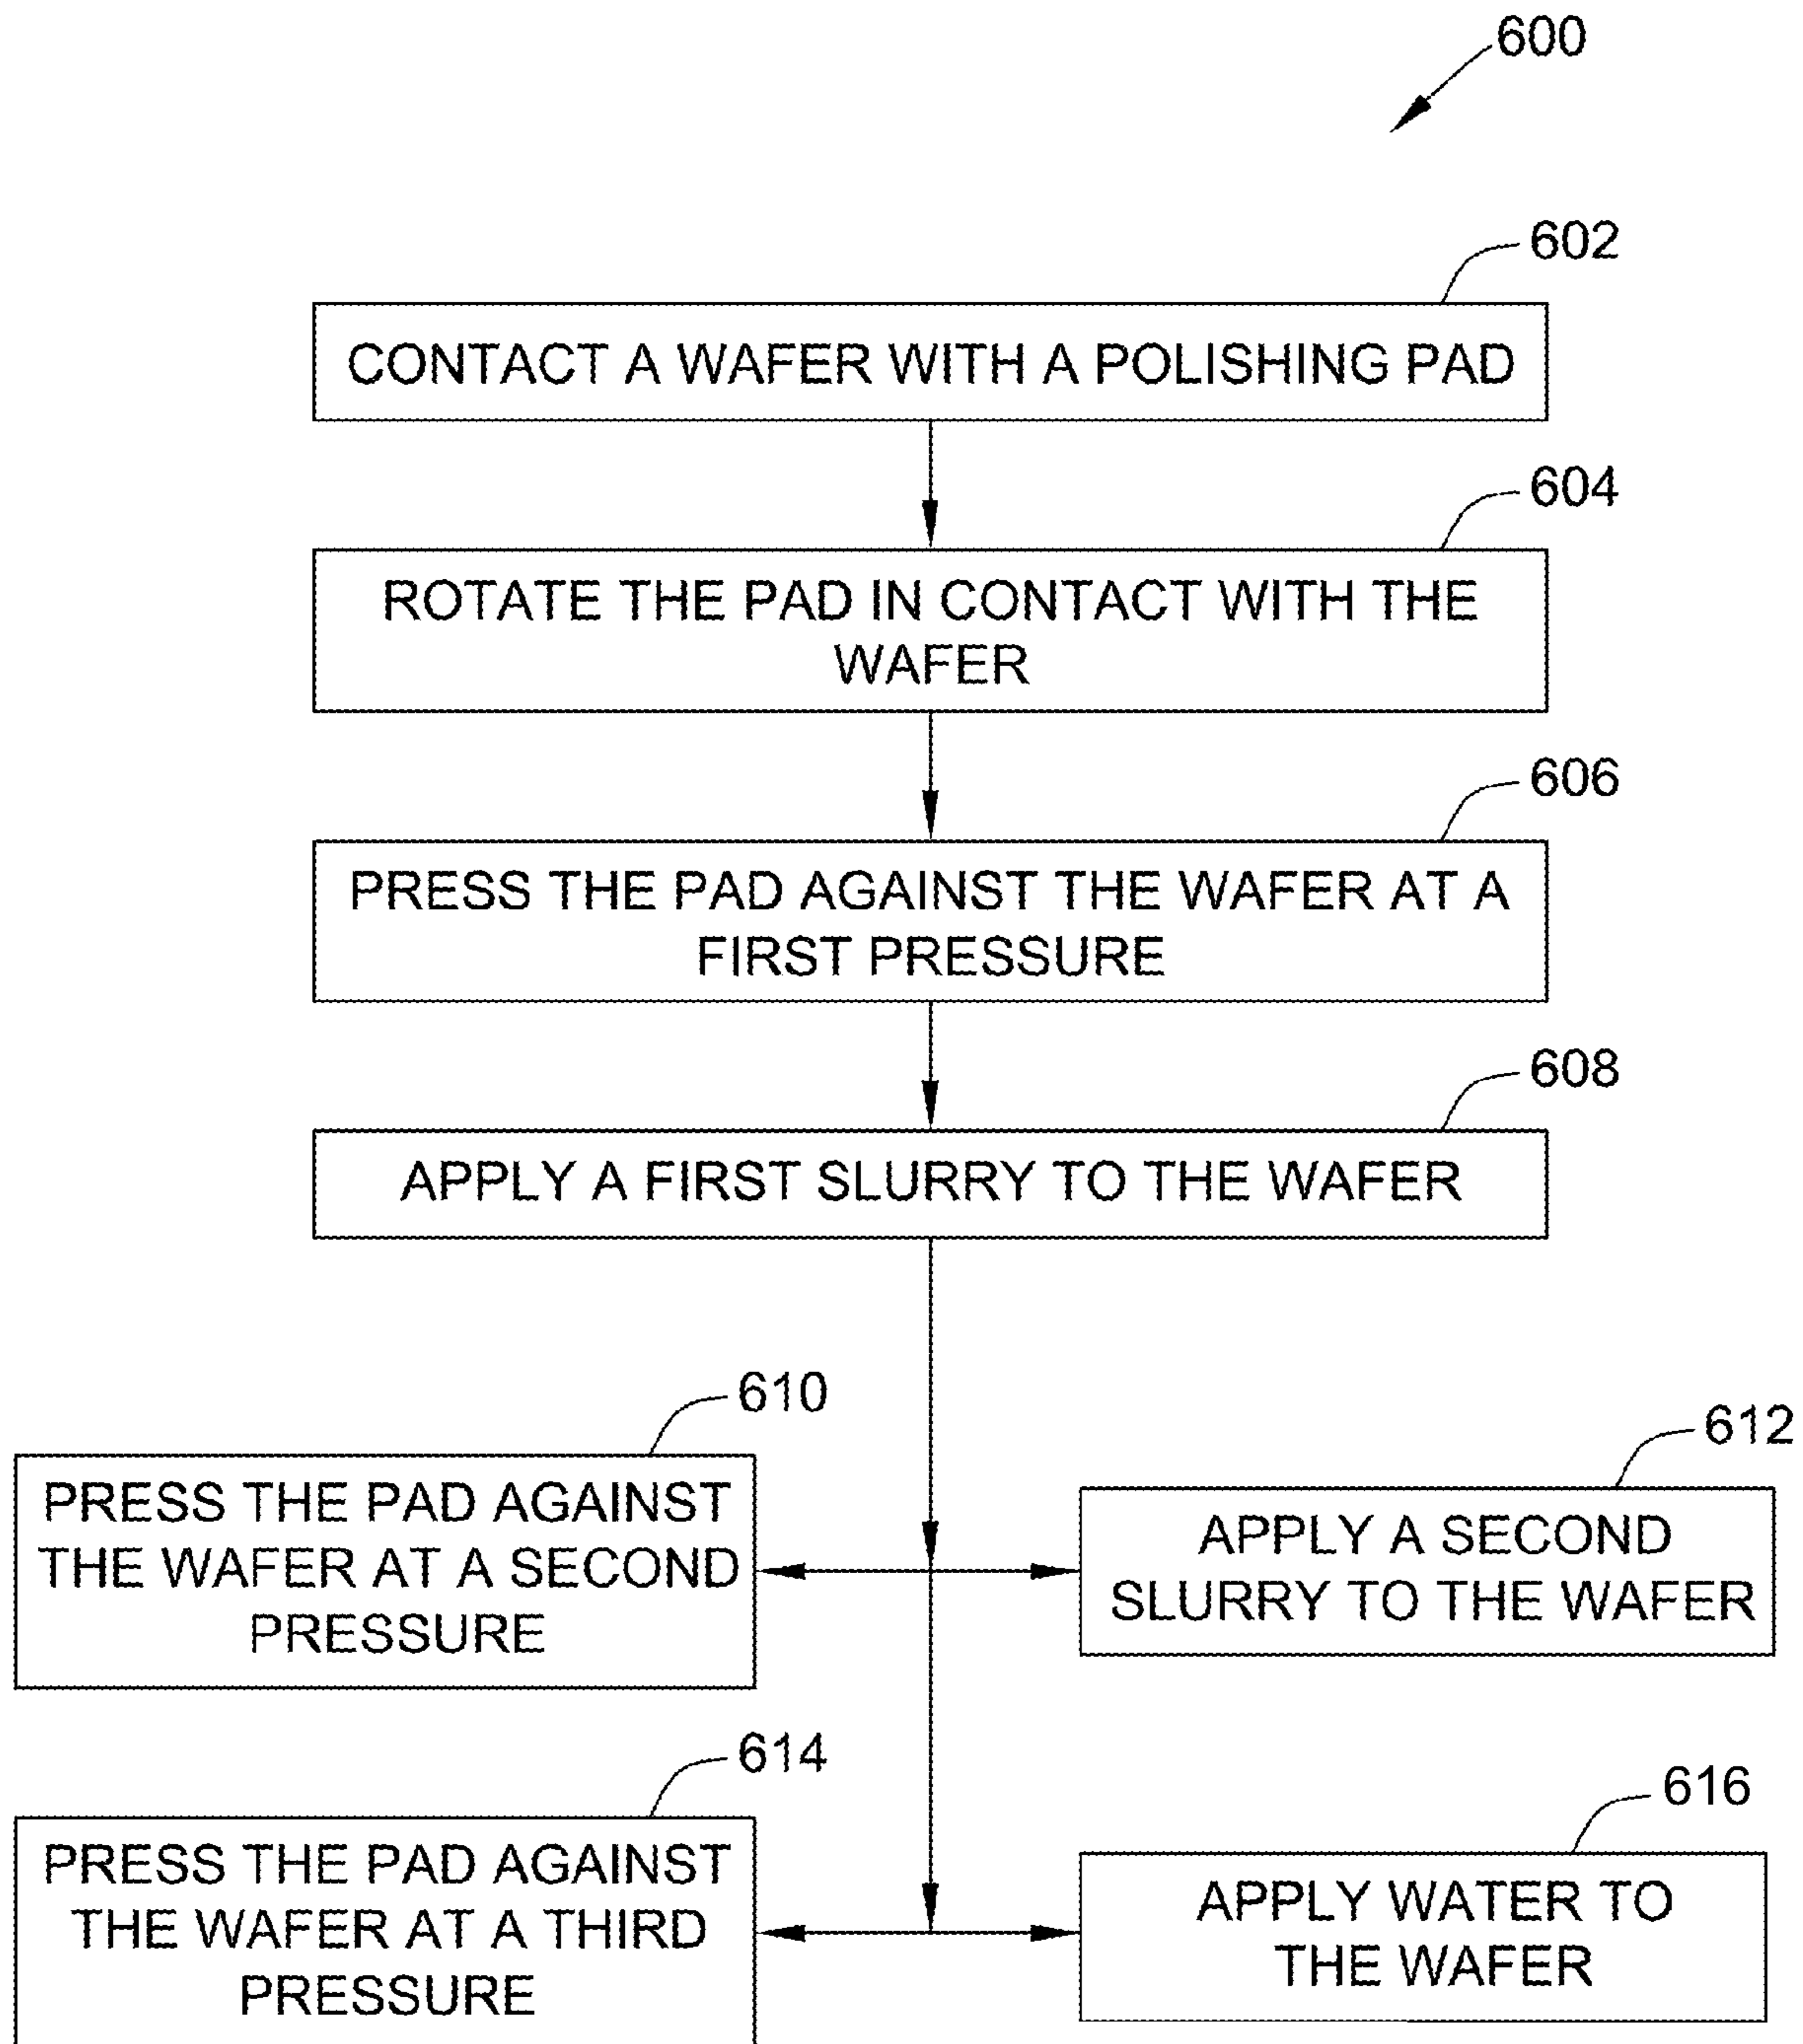 600
602
CONTACT A WAFER WITH A POLISHING PAD
604
ROTATE THE PAD IN CONTACT WITH THE
WAFER
606
PRESS THE PAD AGAINST THE WAFER AT A
FIRST PRESSURE
608
APPLY A FIRST SLURRY TO THE WAFER
610
PRESS THE PAD AGAINST
THE WAFER AT A SECOND
PRESSURE
612
APPLY A SECOND
SLURRY TO THE WAFER
614
PRESS THE PAD AGAINST
THE WAFER AT A THIRD
PRESSURE
616
APPLY WATER TO
THE WAFER